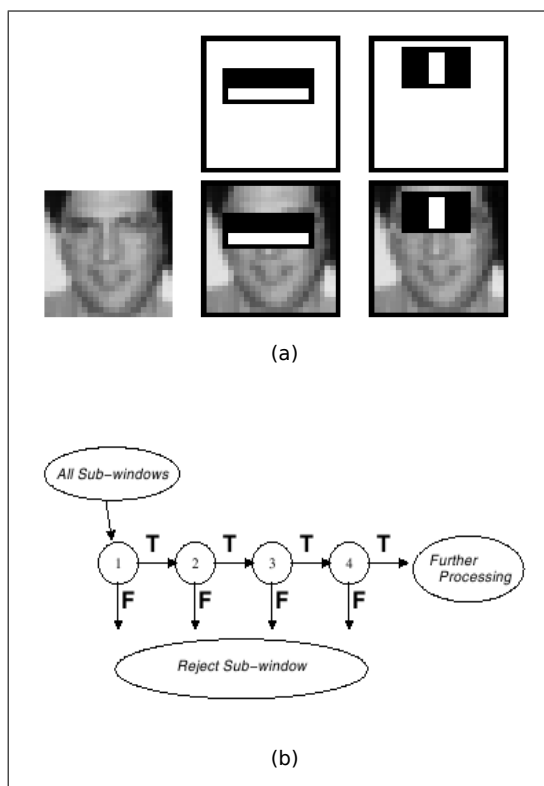 (a)
All Sub-windows
T T T T
1 2 3 4
Further
Processing
F F F F
Reject Sub-window
(b)